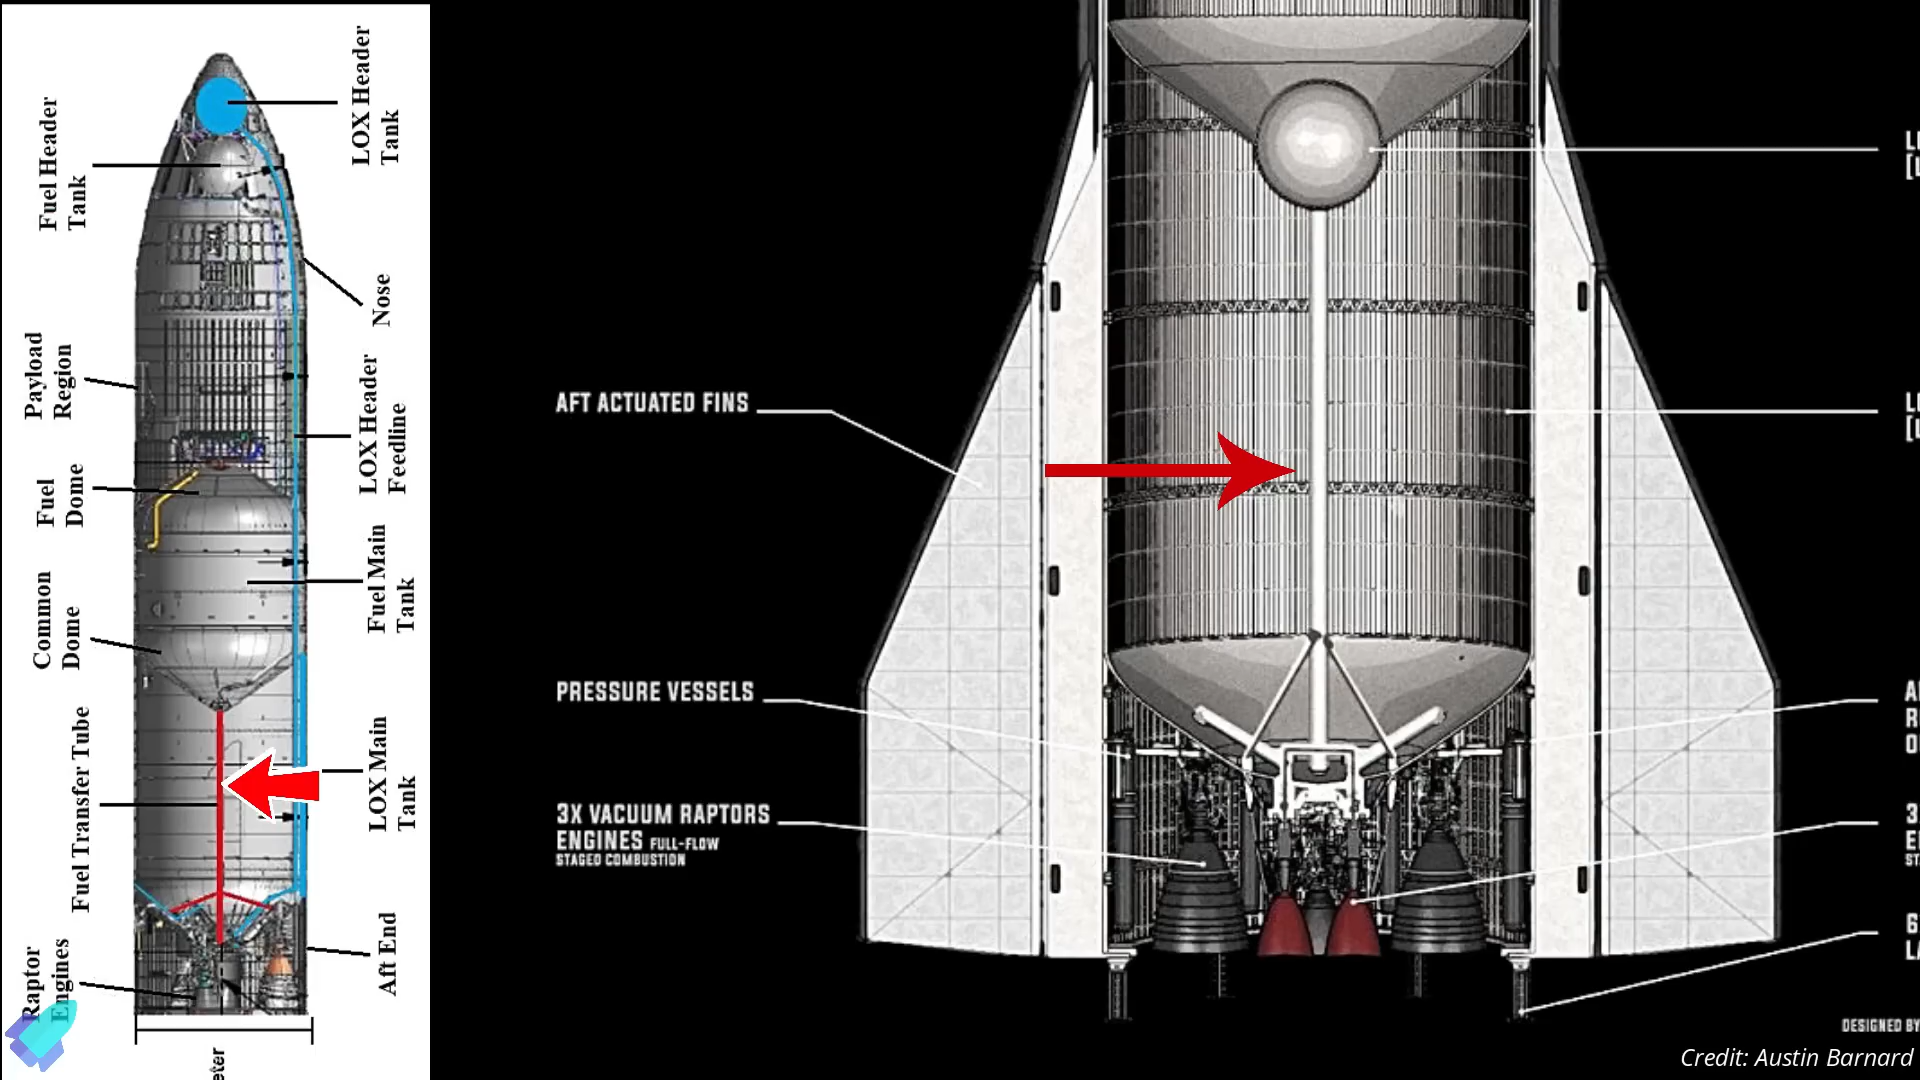 LOX Header
Tank
Fuel Header
Tank
Nose
Payload
Region
LOX Header
Feedline
Fuel
Dome
Fuel Main
Tank
Common
Dome
Fuel Transfer Tube
LOX Main
Tank
Aft End
Raptor
Engines
AFT ACTUATED FINS
PRESSURE VESSELS
3X VACUUM RAPTORS
ENGINES FULL-FLOW
STAGED COMBUSTION
DESIGNED BY
Credit: Austin Barnard